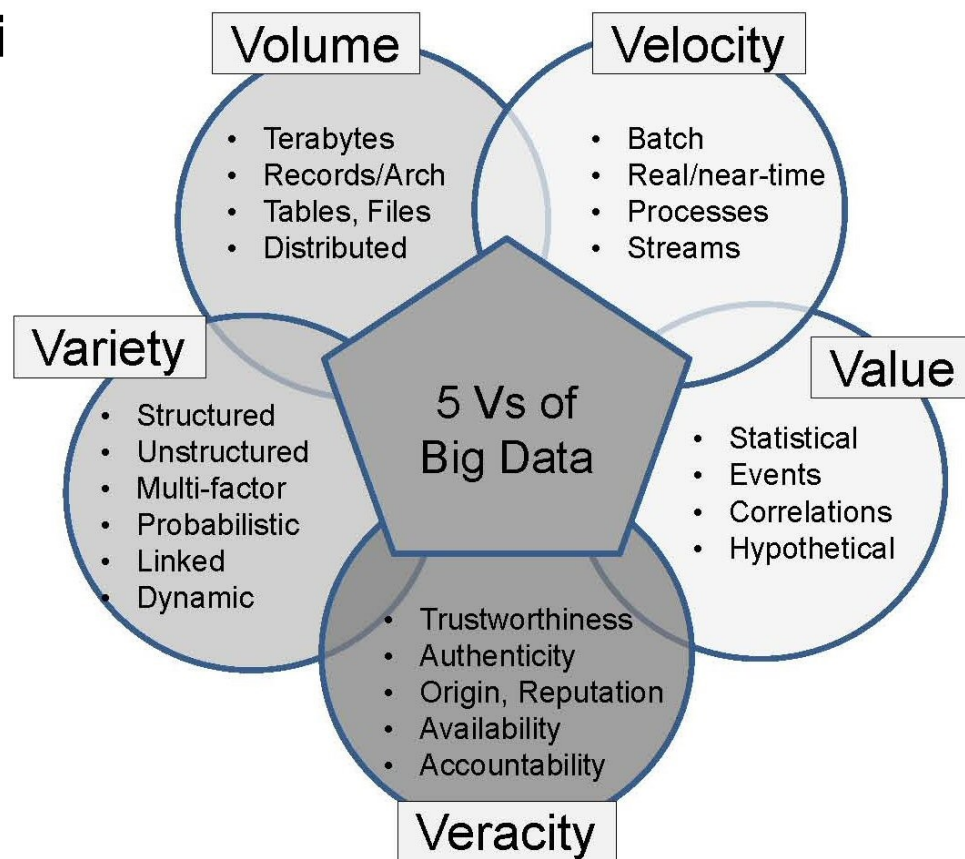 i
Volume
• Terabytes
• Records/Arch
• Tables, Files
• Distributed
Velocity
• Batch
• Real/near-time
• Processes
• Streams
Variety
• Structured
• Unstructured
• Multi-factor
• Probabilistic
• Linked
• Dynamic
5 Vs of
Big Data
Value
• Statistical
• Events
• Correlations
• Hypothetical
• Trustworthiness
• Authenticity
• Origin, Reputation
• Availability
• Accountability
Veracity